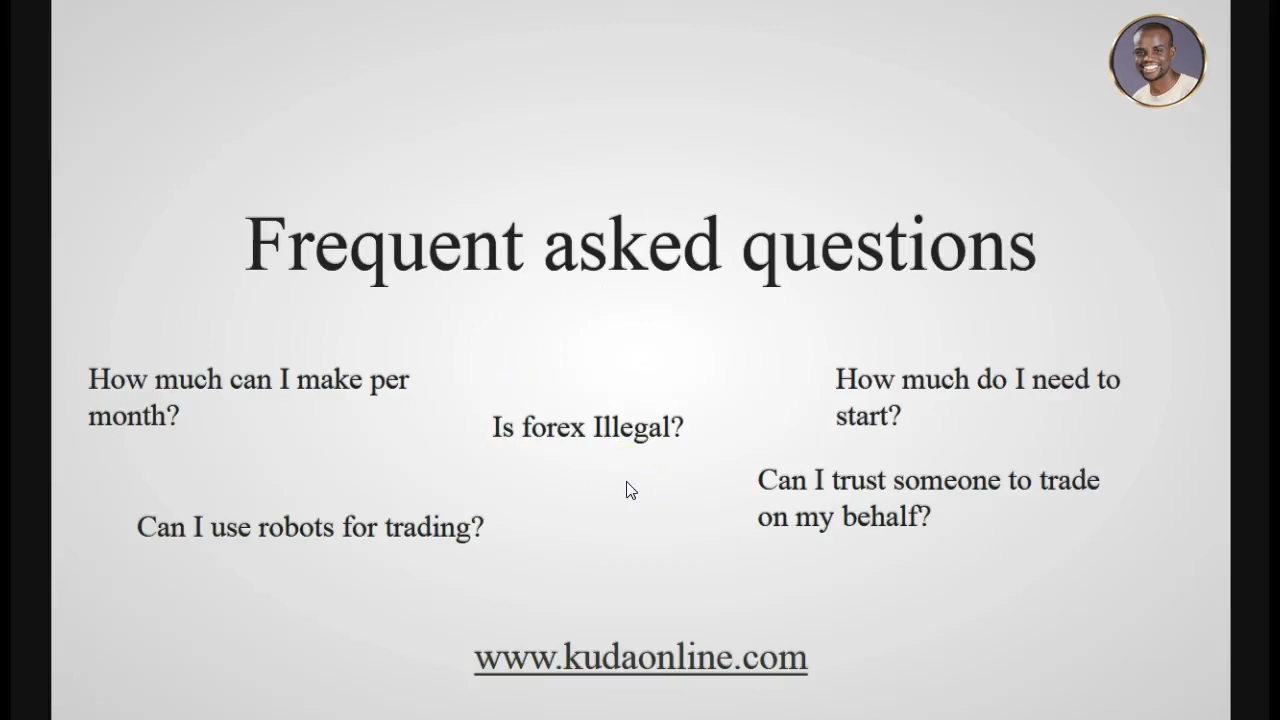 Frequent asked questions
How much can I make per
month?
Is forex Illegal?
How much do I need to
start?
Can I use robots for trading?
Can I trust someone to trade
on my behalf?
www.kudaonline.com